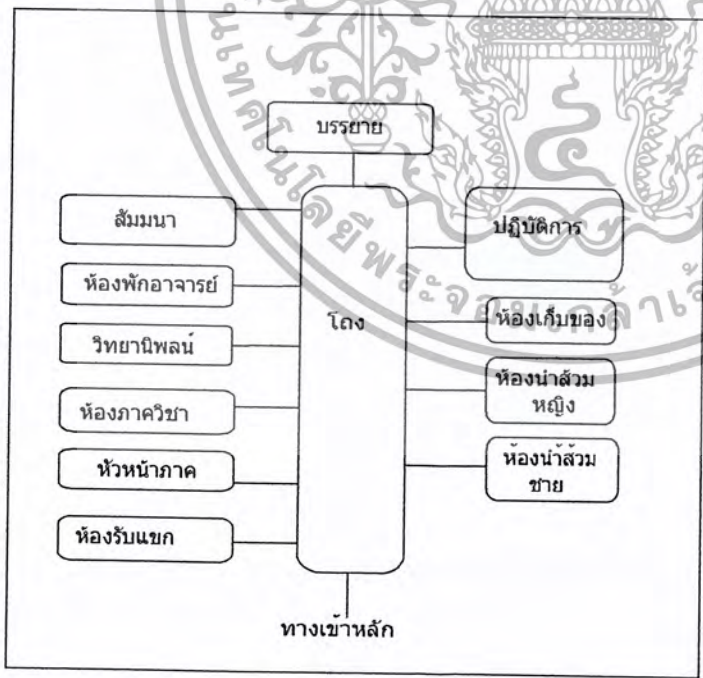 บรรยาย
สัมมนา
ปฏิบัติการ
ห้องพักอาจารย์
โถง
ห้องเก็บของ
วิทยานิพลน์
ห้องน้ำส้วม
หญิง
ห้องภาควิชา
หัวหน้าภาค
ห้องน้ำส้วม
ชาย
ห้องรับแขก
ทางเข้าหลัก